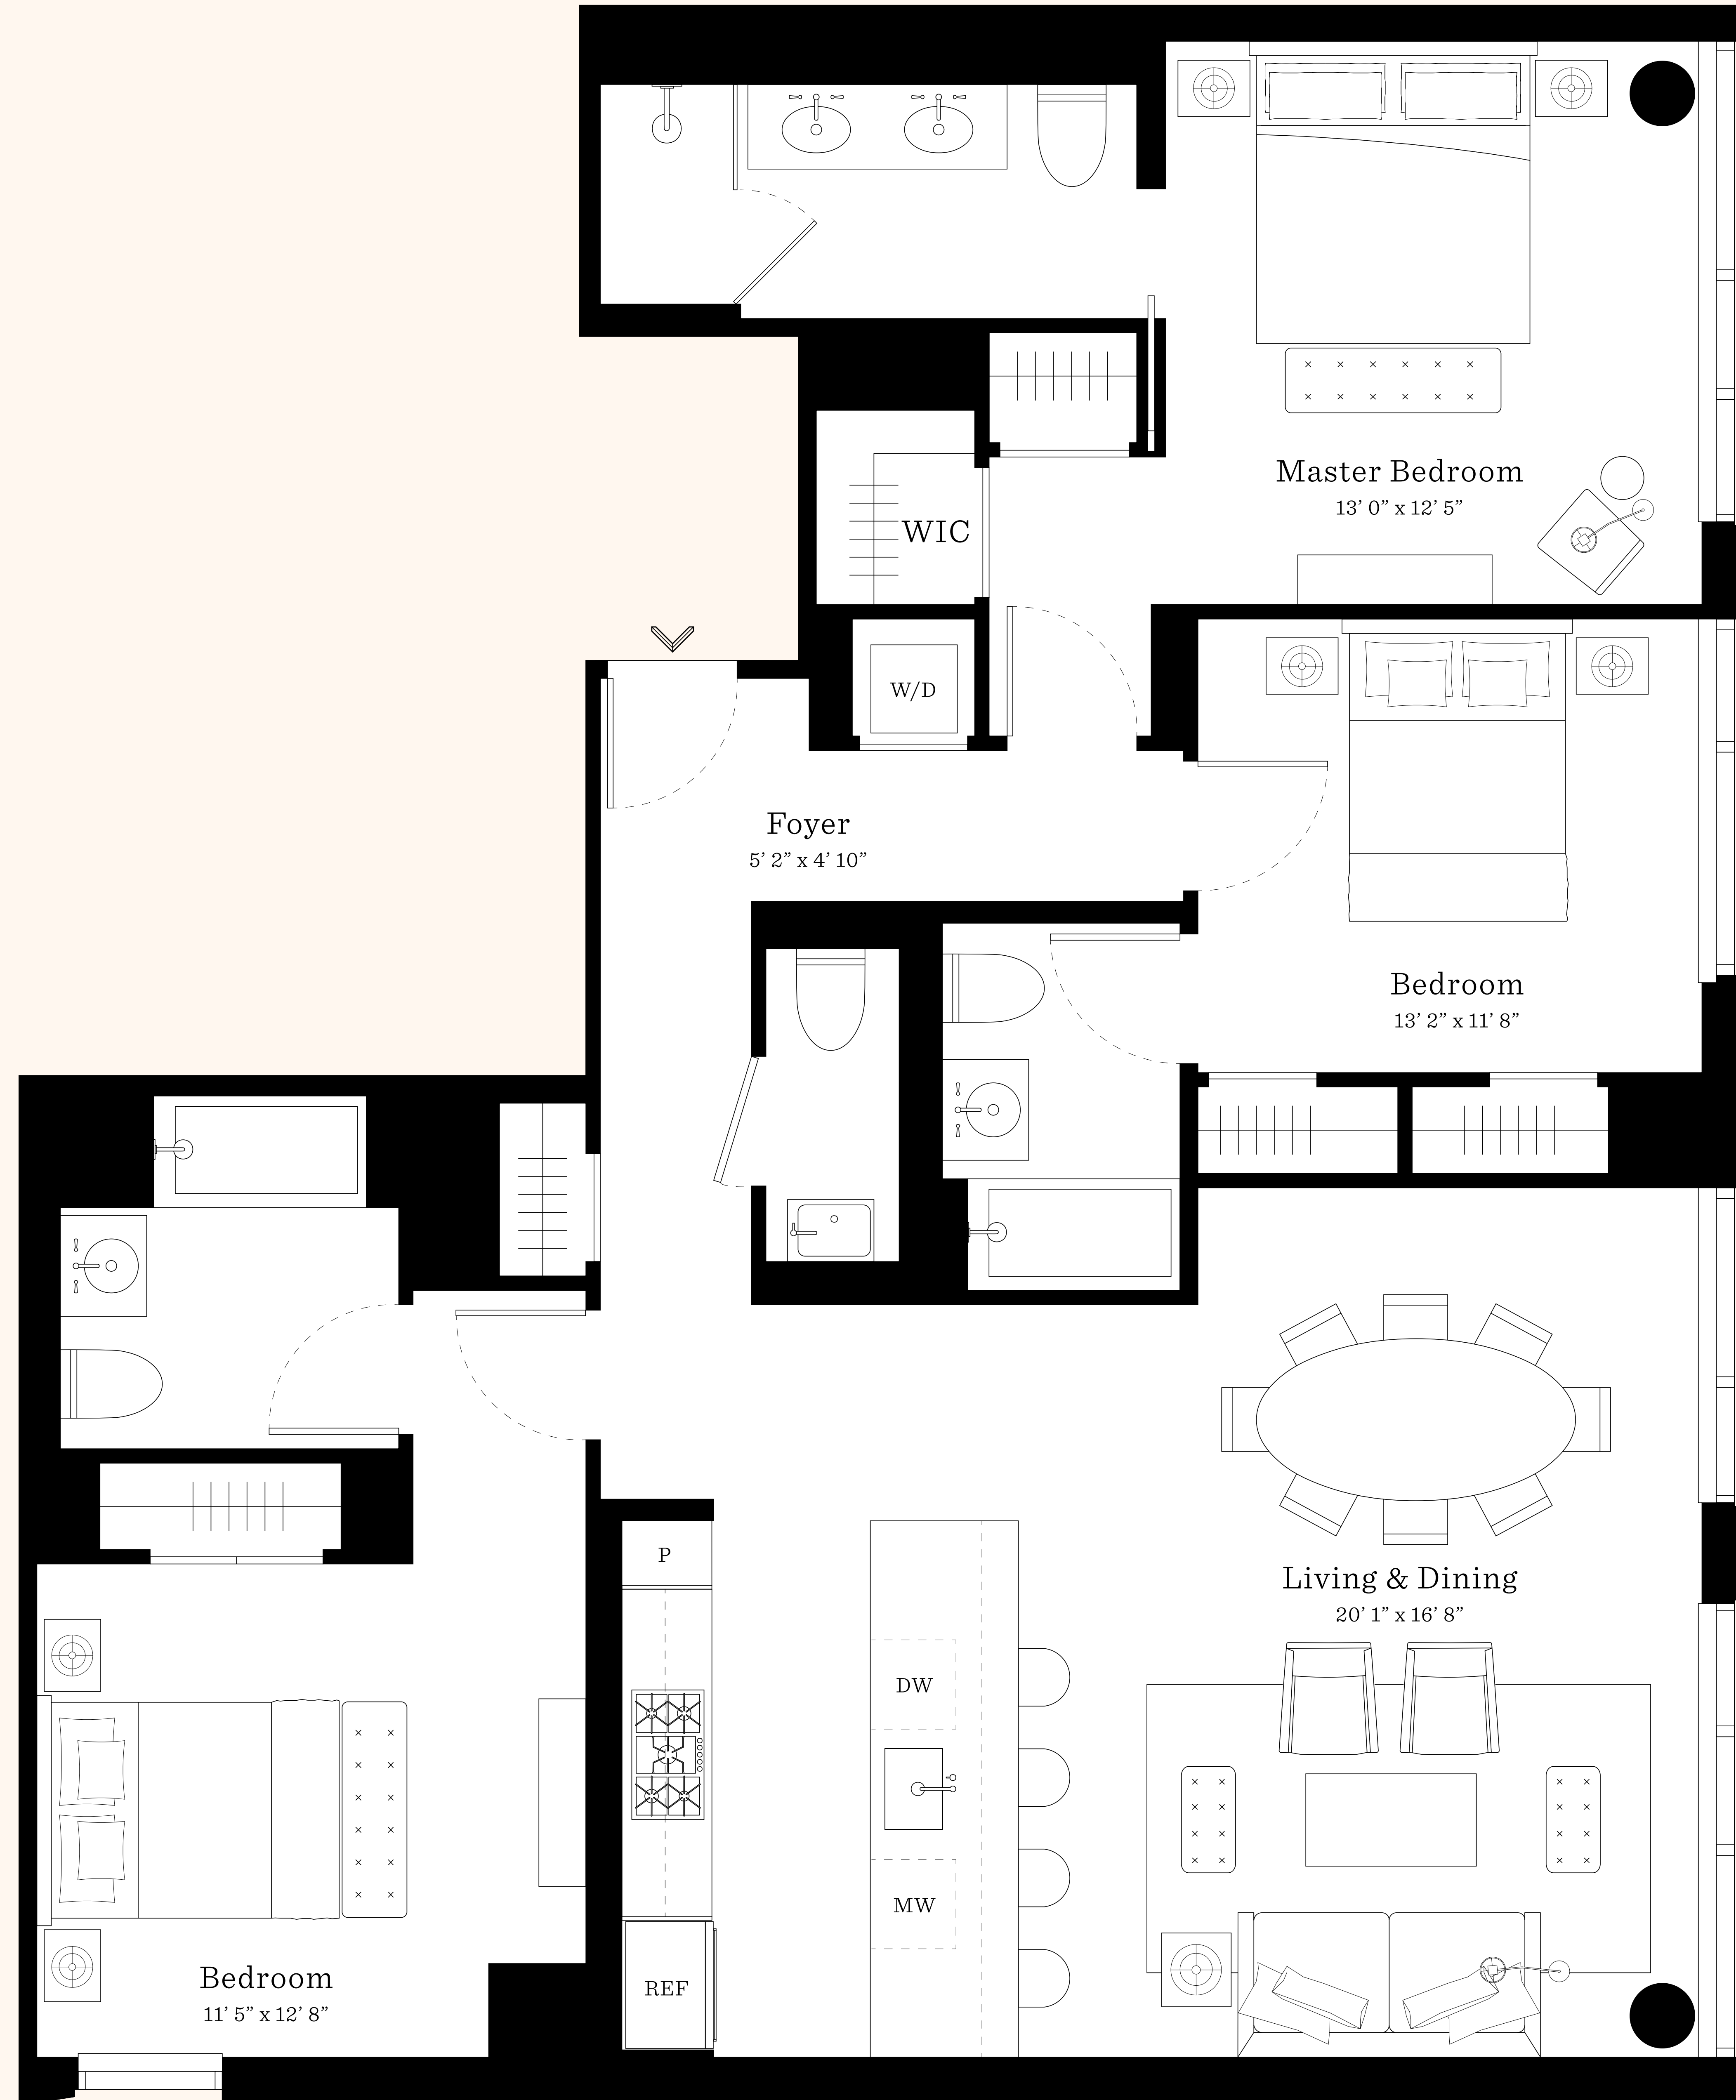 Master Bedroom
13’ 0” x 12’ 5”
WIC
W/D
Foyer
5’ 2” x 4’ 10”
Bedroom
13’ 2” x 11’ 8”
P
Living & Dining
20’ 1” x 16’ 8”
DW
MW
REF
Bedroom
11’ 5” x 12’ 8”